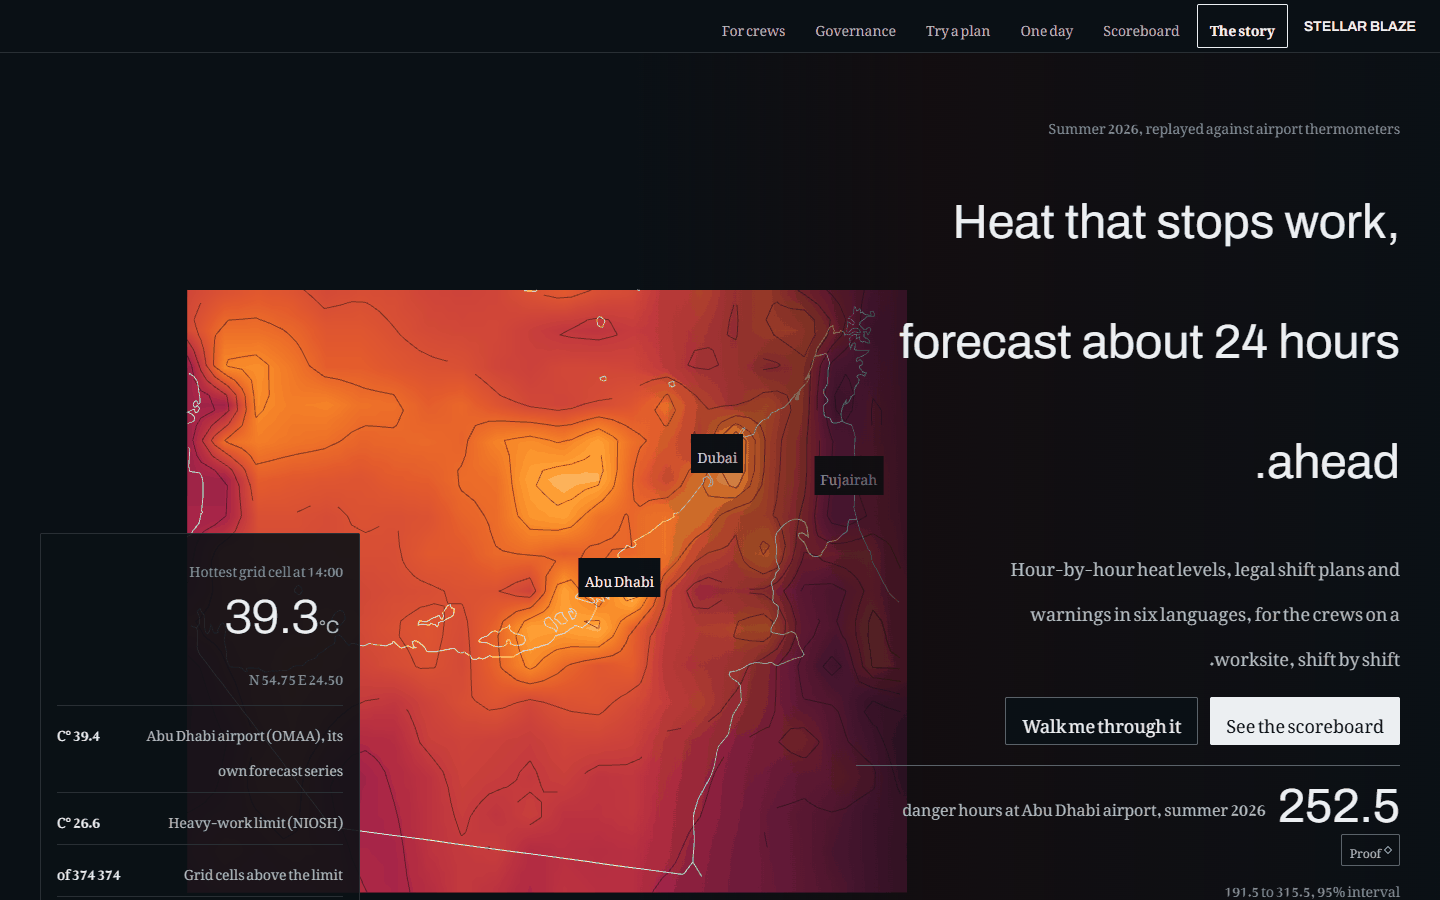 For crews
Governance
Try a plan
One day
Scoreboard
The story
STELLAR BLAZE
Summer 2026, replayed against airport thermometers
Heat that stops work,
forecast about 24 hours
.ahead
Hour-by-hour heat levels, legal shift plans and
warnings in six languages, for the crews on a
.worksite, shift by shift
Walk me through it
See the scoreboard
danger hours at Abu Dhabi airport, summer 2026 252.5
Proof ◇
191.5 to 315.5, 95% interval
Dubai
Fujairah
Abu Dhabi
Hottest grid cell at 14:00
39.3 °C
N 54.75 E 24.50
C° 39.4
Abu Dhabi airport (OMAA), its
own forecast series
C° 26.6
Heavy-work limit (NIOSH)
of 374 374
Grid cells above the limit